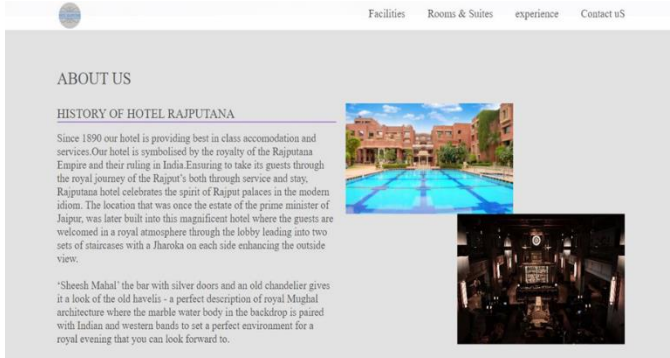 Facilities Rooms & Suites experience Contact uS
ABOUT US
HISTORY OF HOTEL RAJPUTANA
Since 1890 our hotel is providing best in class accomodation and
services.Our hotel is symbolised by the royalty of the Rajputana
Empire and their ruling in India.Ensuring to take its guests through
the royal journey of the Rajput’s both through service and stay,
Rajputana hotel celebrates the spirit of Rajput palaces in the modern
idiom. The location that was once the estate of the prime minister of
Jaipur, was later built into this magnificent hotel where the guests are
welcomed in a royal atmosphere through the lobby leading into two
sets of staircases with a Jharoka on each side enhancing the outside
view.
‘Sheesh Mahal’ the bar with silver doors and an old chandelier gives
it a look of the old havelis - a perfect description of royal Mughal
architecture where the marble water body in the backdrop is paired
with Indian and western bands to set a perfect environment for a
royal evening that you can look forward to.